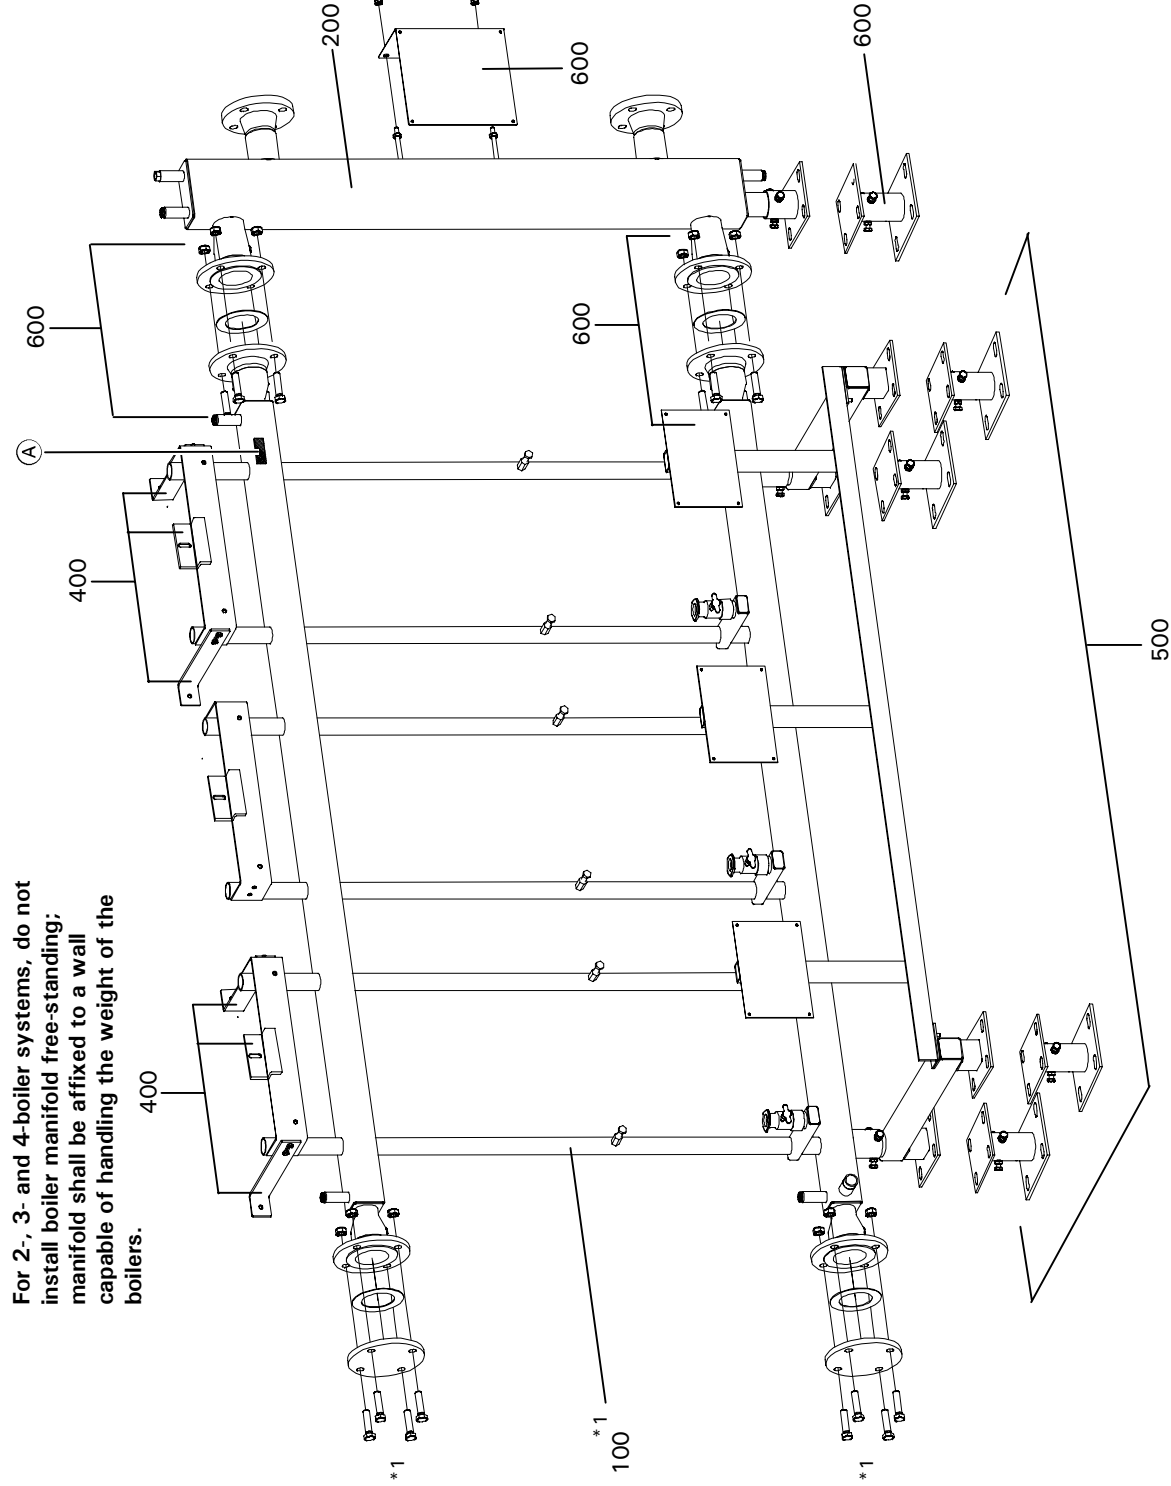 For 2-, 3- and 4-boiler systems, do not
install boiler manifold free-standing;
manifold shall be affixed to a wall
capable of handling the weight of the
boilers.
400
400
A
600
200
600
600
600
500
*1
100
*1
*1